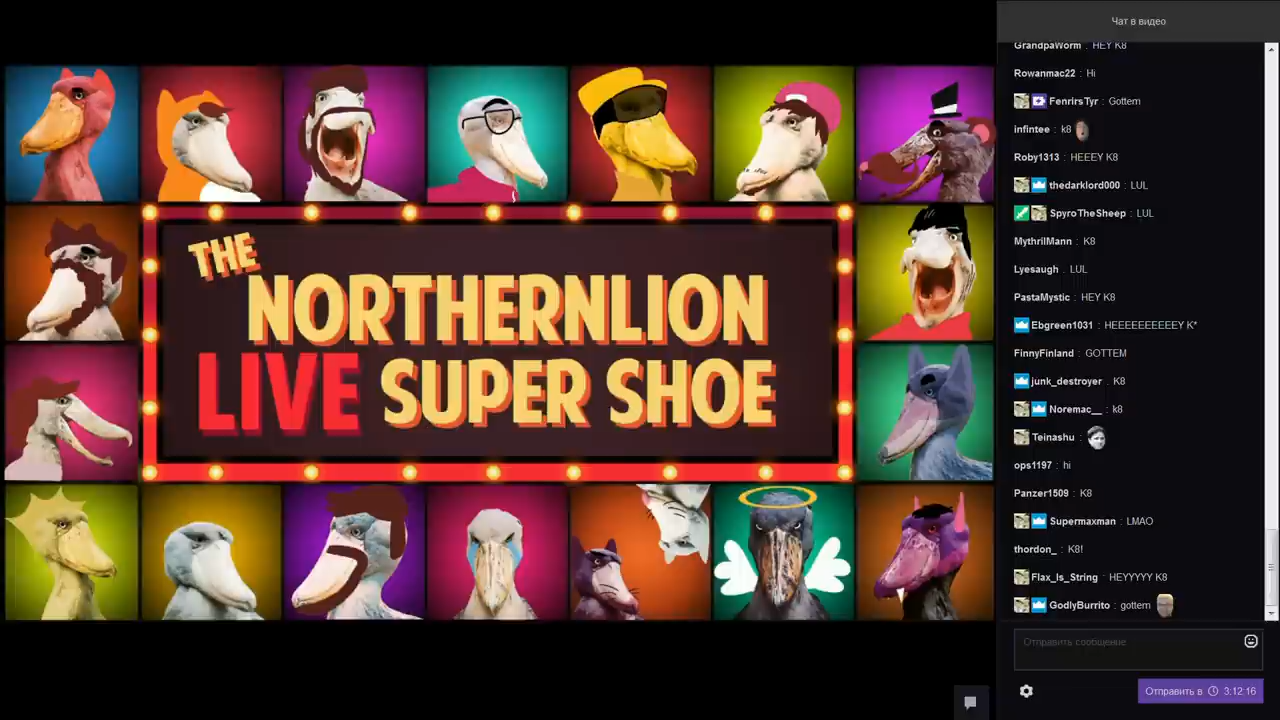 THE
NORTHERNLION
LIVE SUPER SHOE
Чат в видео
GrandpaWorm : HEY K8
Rowanmac22 : Hi
FenrirsTyr : Gottem
infintee : k8
Roby1313 : HEEEY K8
thedarklord000 : LUL
SpyroTheSheep : LUL
MythrilMann : K8
Lyesaugh : LUL
PastaMystic : HEY K8
Ebgreen1031 : HEEEEEEEEEEY K*
FinnyFinland : GOTTEM
junk_destroyer : K8
Noremac__ : k8
Teinashu :
ops1197 : hi
Panzer1509 : K8
Supermaxman : LMAO
thordon_ : K8!
Flax_Is_String : HEYYYYY K8
GodlyBurrito : gottem
Отправить сообщение
Отправить в 3:12:16